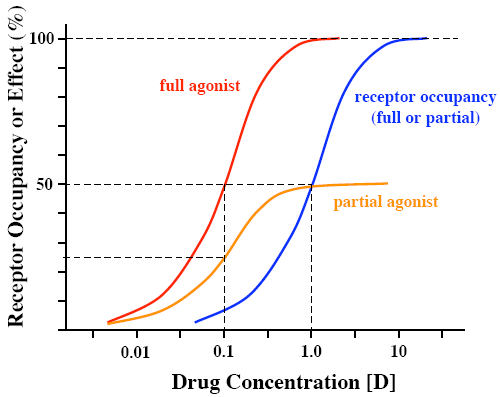 Receptor Occupancy or Effect (%)
100
50
full agonist
receptor occupancy
(full or partial)
partial agonist
0.01
0.1
1.0
10
Drug Concentration [D]